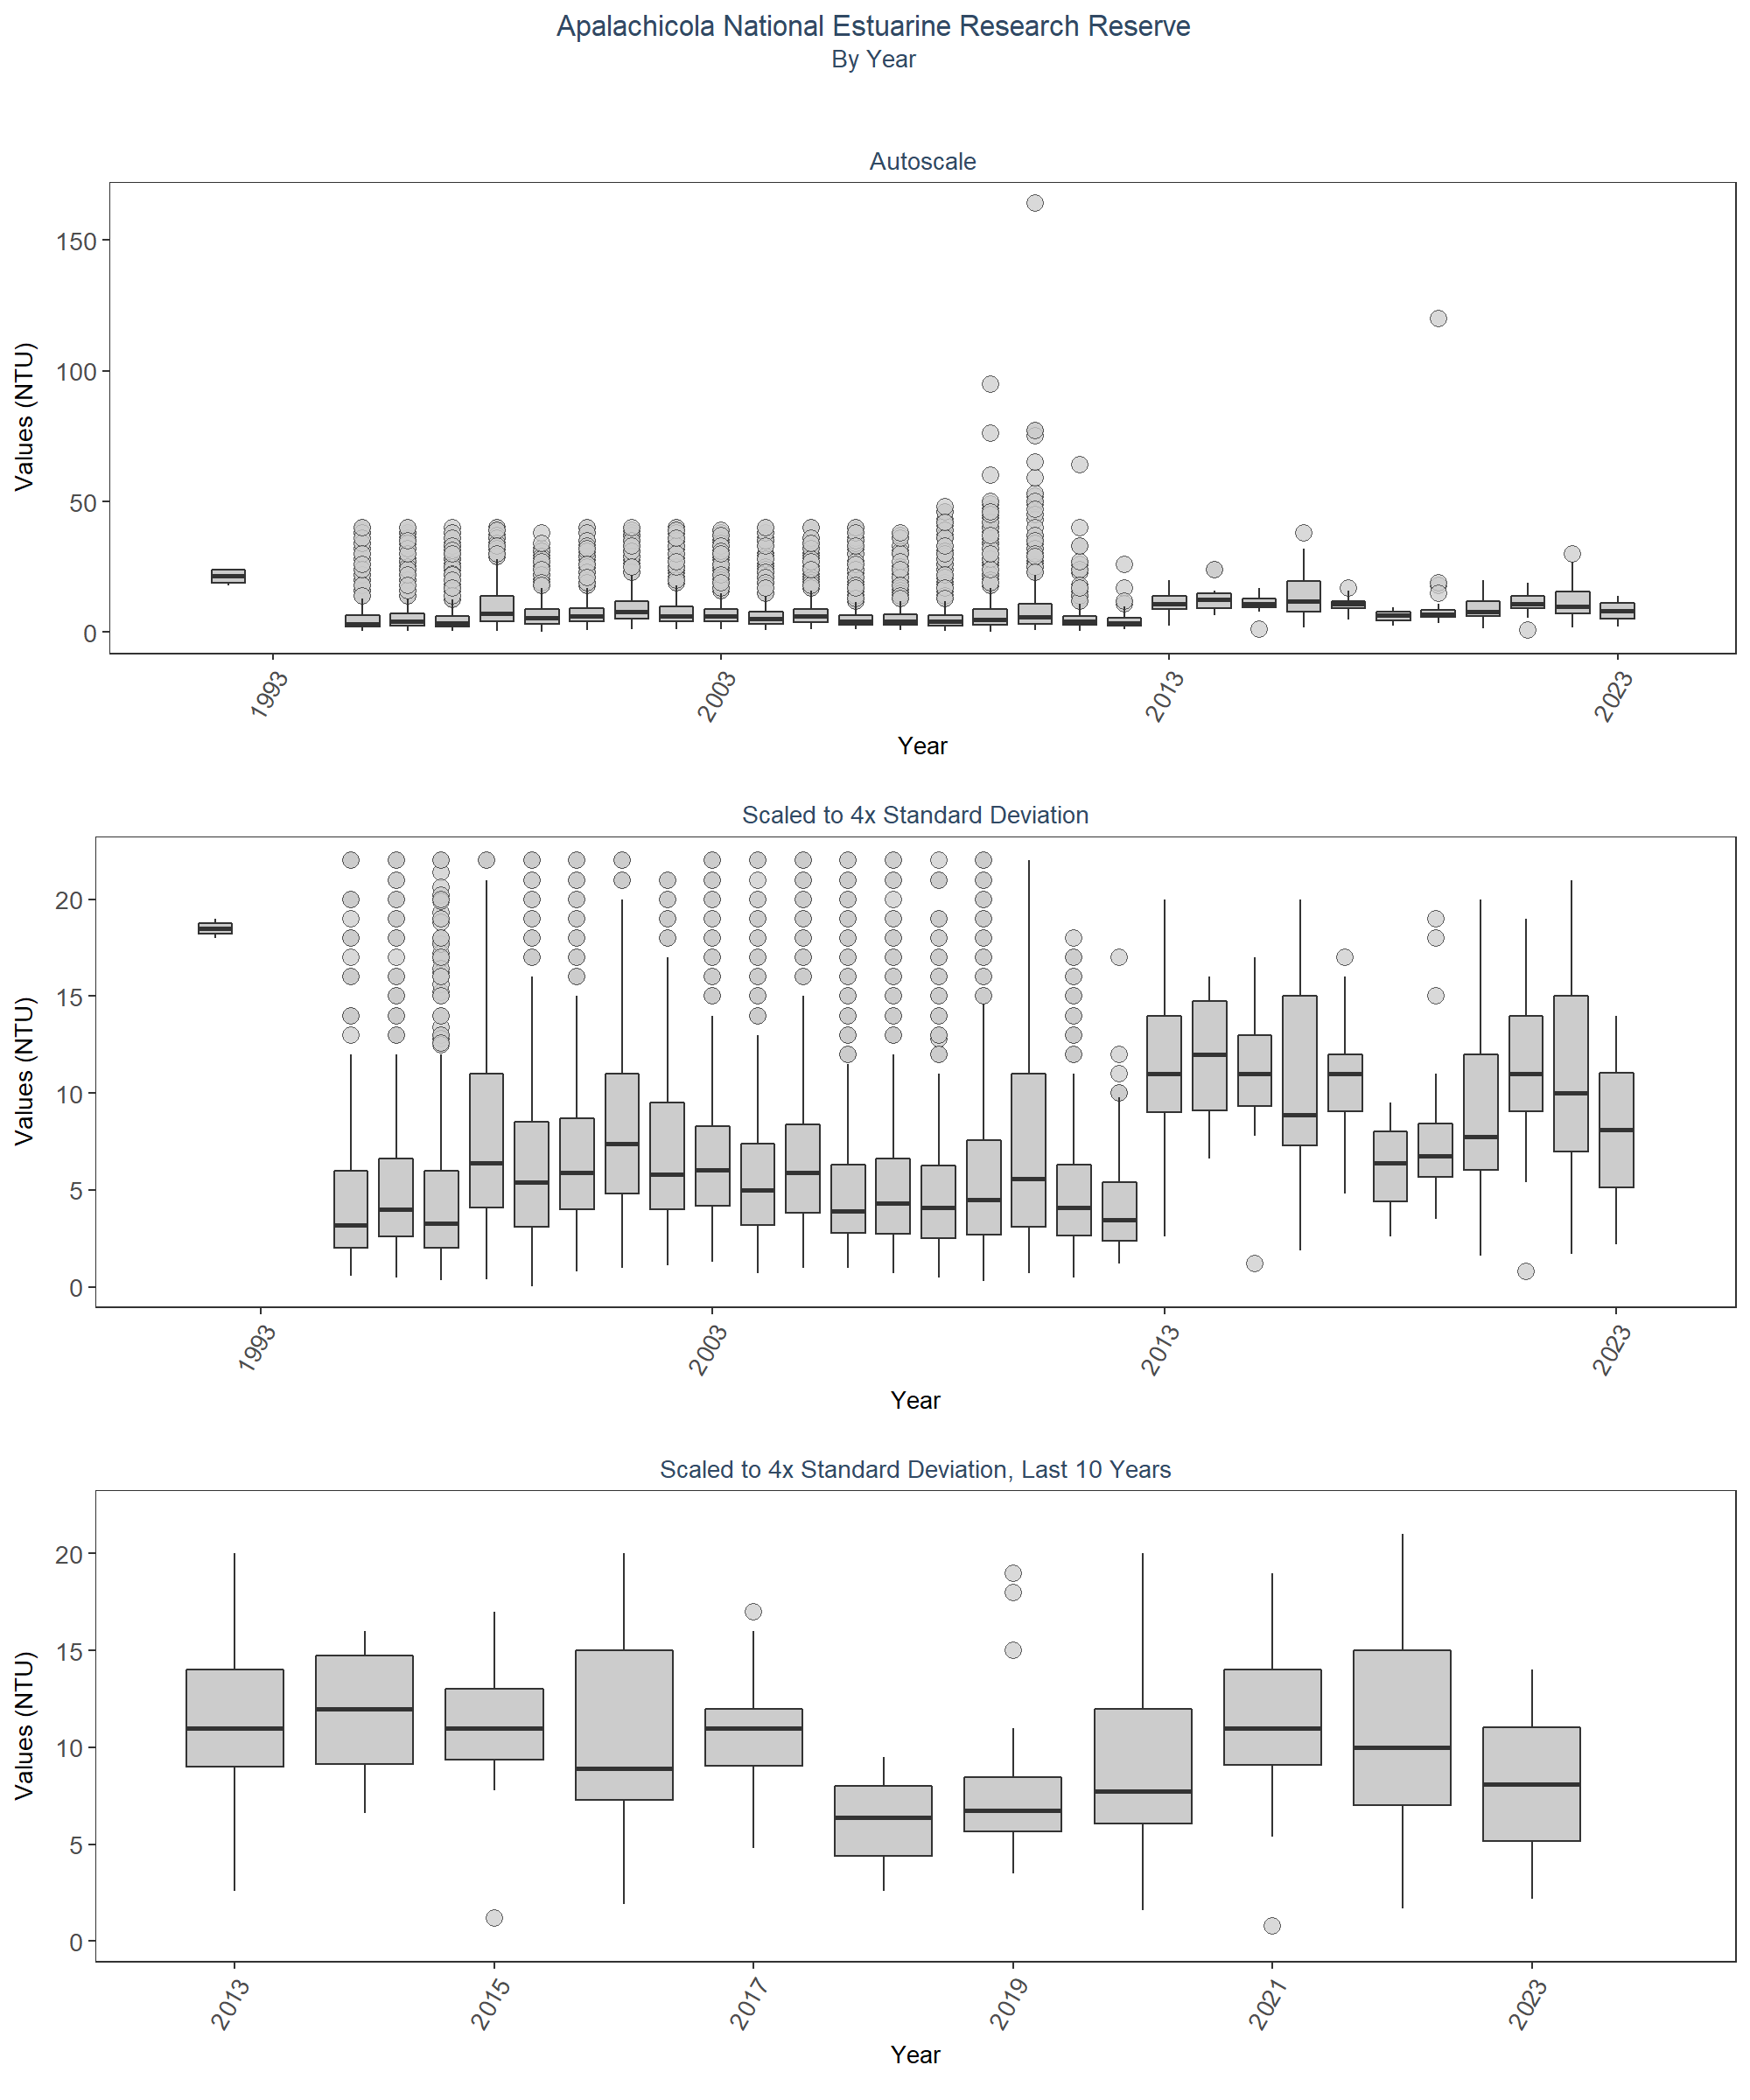 Apalachicola National Estuarine Research Reserve
By Year
Autoscale
Values (NTU)
150
100
50
0
1993
2003
2013
2023
Year
Scaled to 4x Standard Deviation
Values (NTU)
20
15
10
5
0
1993
2003
2013
2023
Year
Scaled to 4x Standard Deviation, Last 10 Years
Values (NTU)
20
15
10
5
0
2013
2015
2017
2019
2021
2023
Year